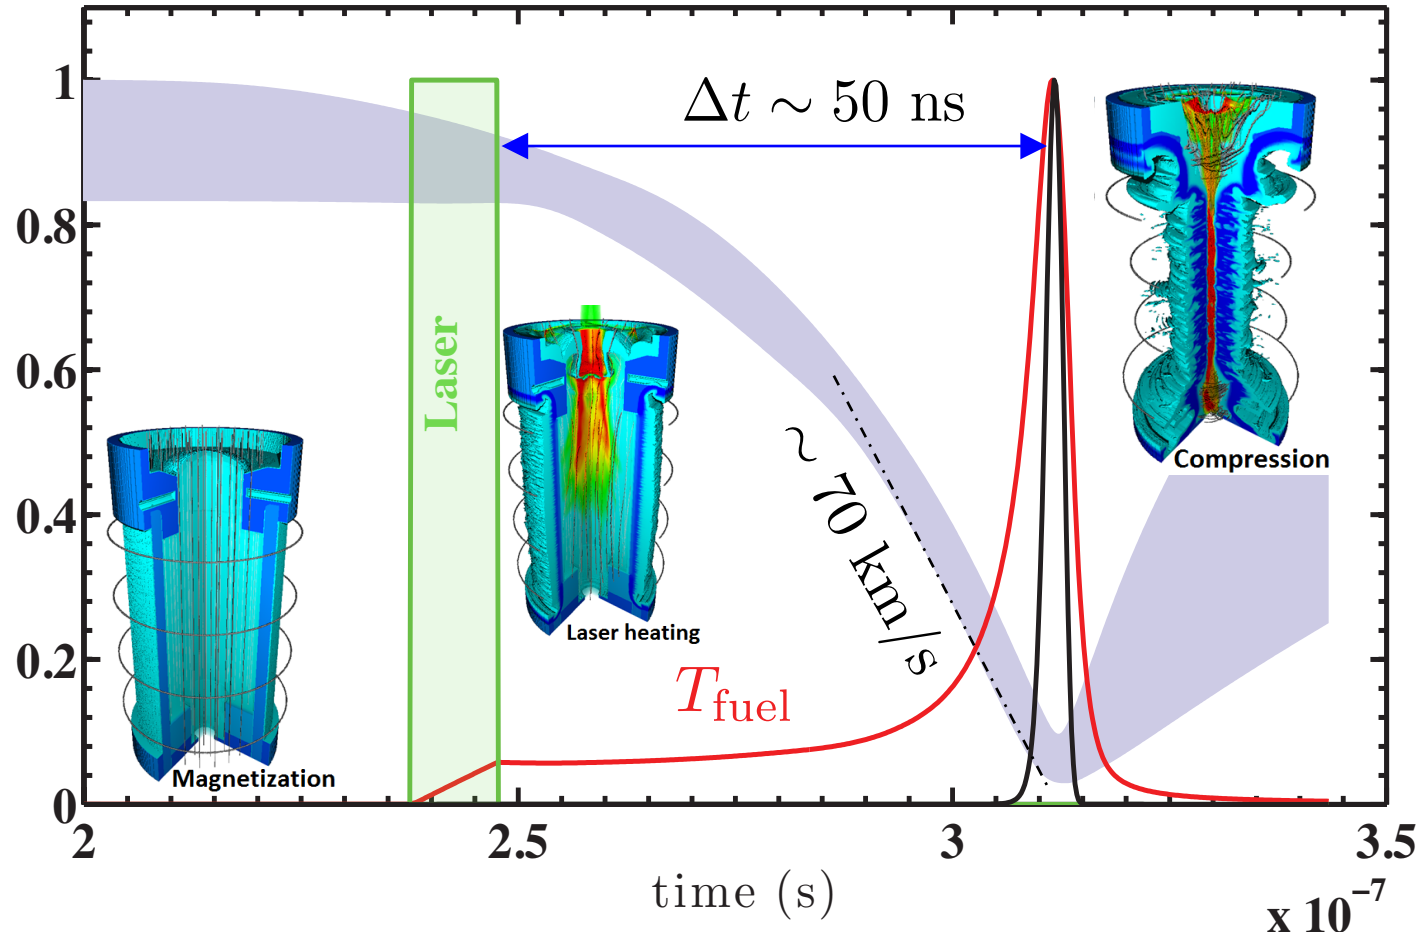 1
0.8
0.6
0.4
0.2
0
Δt ∼ 50 ns
Laser
Compression
∼ 70 km/s
Laser heating
T_fuel
Magnetization
2 2.5 3 3.5
time (s)
x 10⁻⁷